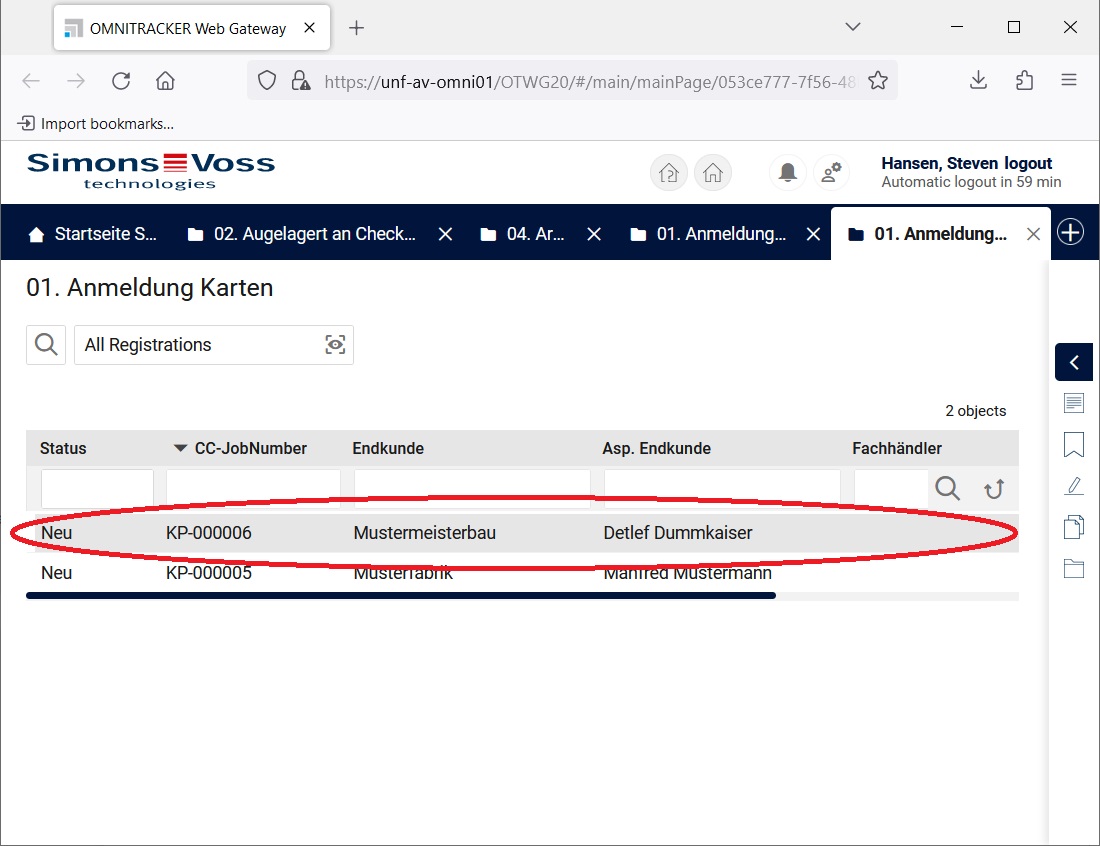 OMNITRACKER Web Gateway
https://unf-av-omni01/OTWG20/#/main/mainPage/053ce777-7f56-48
Import bookmarks...
Simons Voss
technologies
Hansen, Steven logout
Automatic logout in 59 min
Startseite S... 02. Augelagert an Check... 04. Ar... 01. Anmeldung... 01. Anmeldung...
01. Anmeldung Karten
All Registrations
2 objects
Status CC-JobNumber Endkunde Asp. Endkunde Fachhändler
Neu KP-000006 Mustermeisterbau Detlef Dummkaiser
Neu KP-000005 Musterfabrik Manfred Mustermann